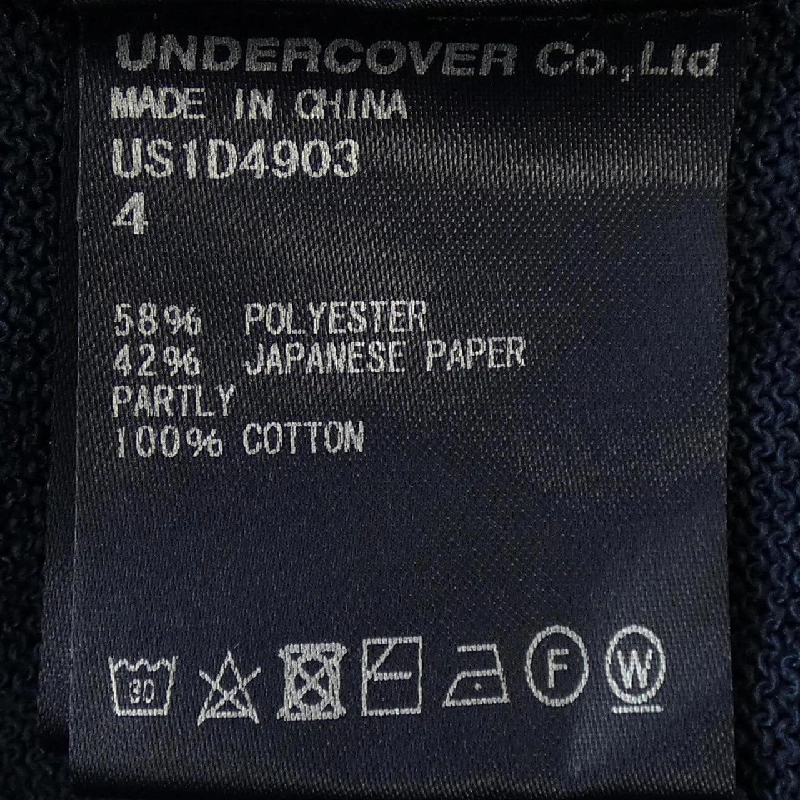 UNDERCOVER Co.,Ltd
MADE IN CHINA
US1D4903
4
58% POLYESTER
42% JAPANESE PAPER
PARTLY
100% COTTON
30 F W